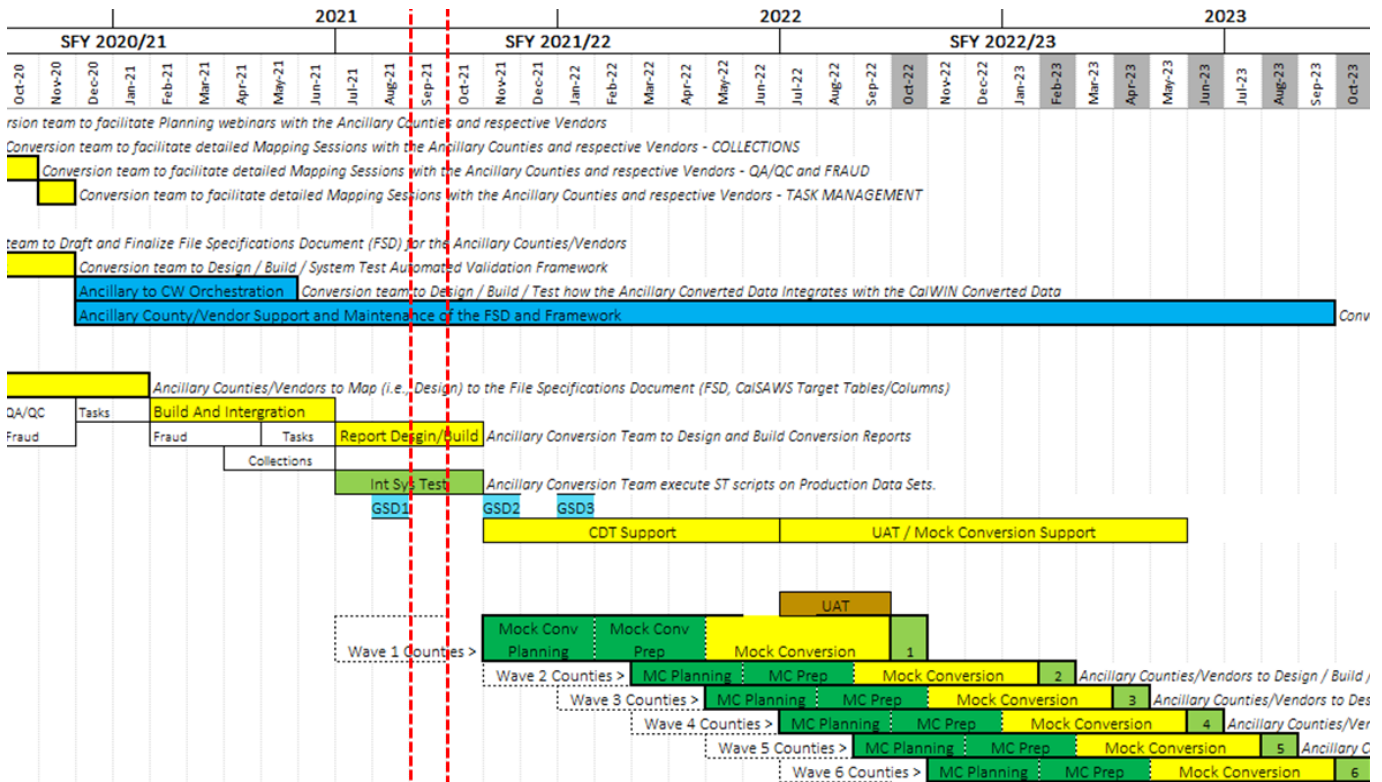 2021 2022 2023
SFY 2020/21 SFY 2021/22 SFY 2022/23
Oct-20 Nov-20 Dec-20 Jan-21 Feb-21 Mar-21 Apr-21 May-21 Jun-21 Jul-21 Aug-21 Sep-21 Oct-21 Nov-21 Dec-21 Jan-22 Feb-22 Mar-22 Apr-22 May-22 Jun-22 Jul-22 Aug-22 Sep-22 Oct-22 Nov-22 Dec-22 Jan-23 Feb-23 Mar-23 Apr-23 May-23 Jun-23 Jul-23 Aug-23 Sep-23 Oct-23
rsion team to facilitate Planning webinars with the Ancillary Counties and respective Vendors
Conversion team to facilitate detailed Mapping Sessions with the Ancillary Counties and respective Vendors - COLLECTIONS
Conversion team to facilitate detailed Mapping Sessions with the Ancillary Counties and respective Vendors - QA/QC and FRAUD
Conversion team to facilitate detailed Mapping Sessions with the Ancillary Counties and respective Vendors - TASK MANAGEMENT
team to Draft and Finalize File Specifications Document (FSD) for the Ancillary Counties/Vendors
Conversion team to Design / Build / System Test Automated Validation Framework
Ancillary to CW Orchestration Conversion team to Design / Build / Test how the Ancillary Converted Data Integrates with the CalWIN Converted Data
Ancillary County/Vendor Support and Maintenance of the FSD and Framework Conv
Ancillary Counties/Vendors to Map (i.e., Design) to the File Specifications Document (FSD, CalSAWS Target Tables/Columns)
QA/QC Tasks Build And Intergration
Fraud Fraud Tasks Report Desgin/Build Ancillary Conversion Team to Design and Build Conversion Reports
Collections
Int Sys Test Ancillary Conversion Team execute ST scripts on Production Data Sets.
GSD1 GSD2 GSD3
CDT Support UAT / Mock Conversion Support
UAT
Mock Conv Mock Conv
Wave 1 Counties > Planning Prep Mock Conversion 1
Wave 2 Counties > MC Planning MC Prep Mock Conversion 2 Ancillary Counties/Vendors to Design / Build /
Wave 3 Counties > MC Planning MC Prep Mock Conversion 3 Ancillary Counties/Vendors to Des
Wave 4 Counties > MC Planning MC Prep Mock Conversion 4 Ancillary Counties/Ver
Wave 5 Counties > MC Planning MC Prep Mock Conversion 5 Ancillary C
Wave 6 Counties > MC Planning MC Prep Mock Conversion 6